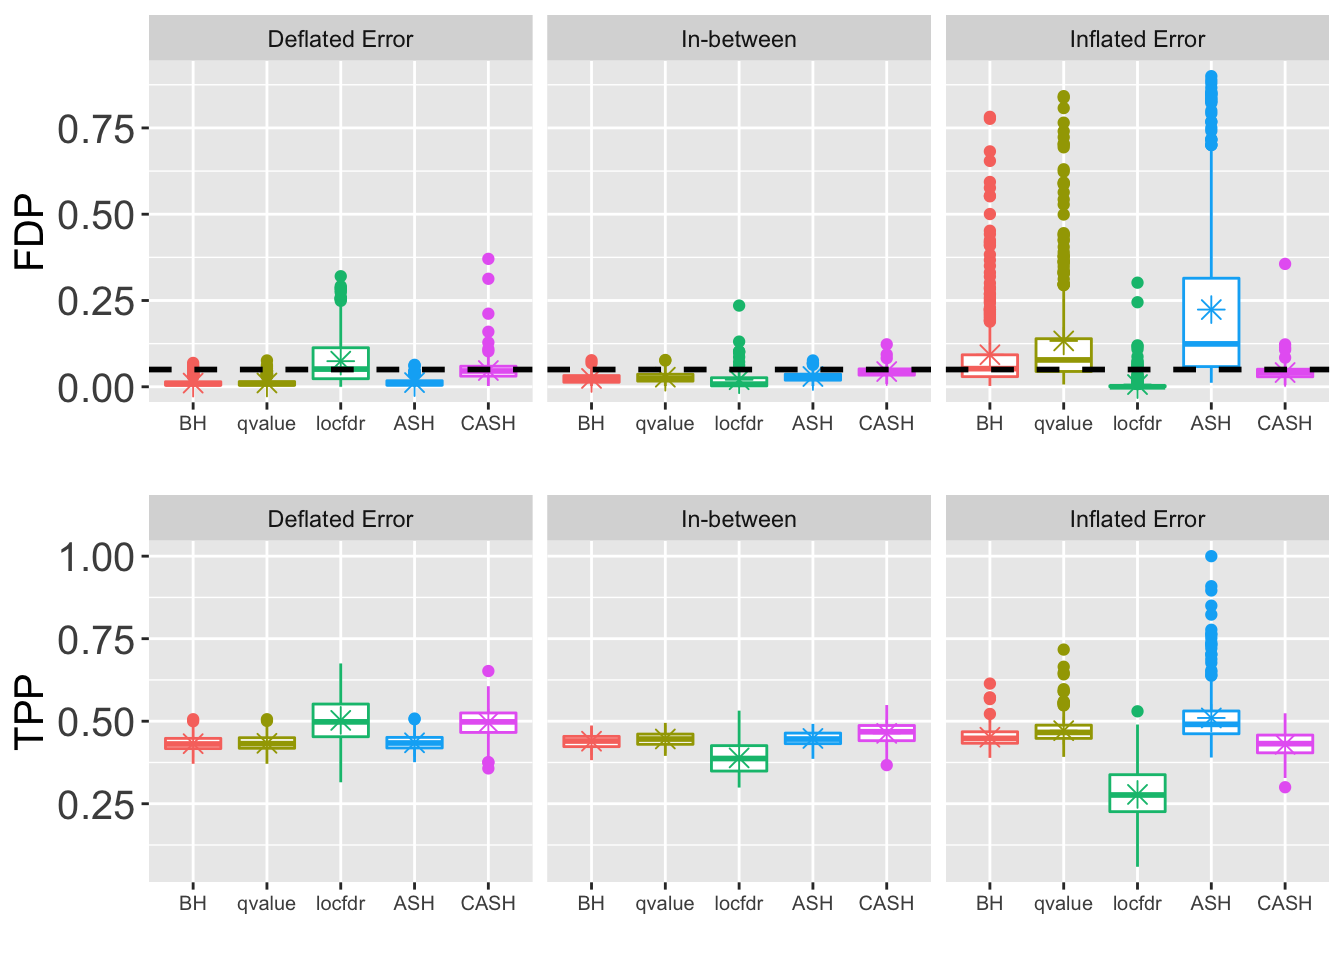 Deflated Error In-between Inflated Error
FDP
0.75
0.50
0.25
0.00
BH qvalue locfdr ASH CASH BH qvalue locfdr ASH CASH BH qvalue locfdr ASH CASH
Deflated Error In-between Inflated Error
TPP
1.00
0.75
0.50
0.25
BH qvalue locfdr ASH CASH BH qvalue locfdr ASH CASH BH qvalue locfdr ASH CASH